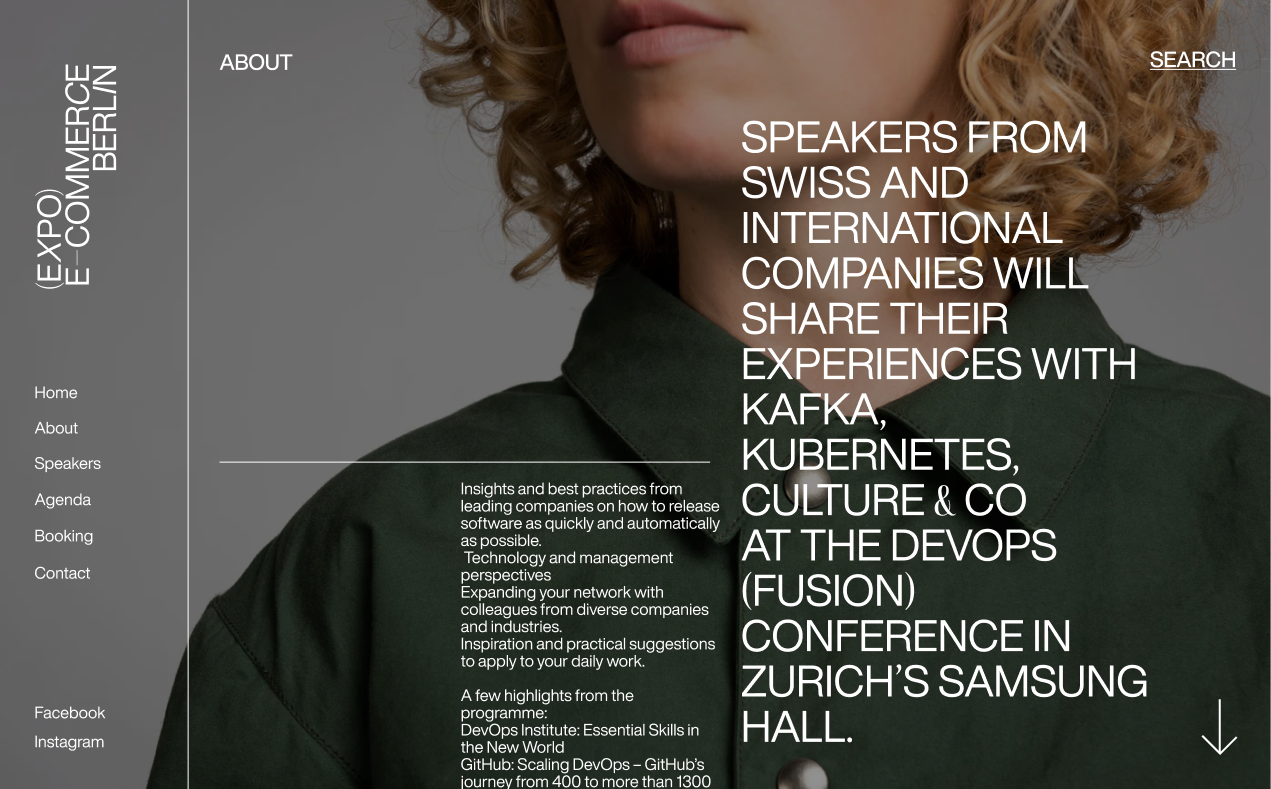 (EXPO)
E—COMMERCE
BERLIN
Home
About
Speakers
Agenda
Booking
Contact
Facebook
Instagram
ABOUT
SEARCH
Insights and best practices from
leading companies on how to release
software as quickly and automatically
as possible.
Technology and management
perspectives
Expanding your network with
colleagues from diverse companies
and industries.
Inspiration and practical suggestions
to apply to your daily work.
A few highlights from the
programme:
DevOps Institute: Essential Skills in
the New World
GitHub: Scaling DevOps – GitHub's
journey from 400 to more than 1300
SPEAKERS FROM
SWISS AND
INTERNATIONAL
COMPANIES WILL
SHARE THEIR
EXPERIENCES WITH
KAFKA,
KUBERNETES,
CULTURE & CO
AT THE DEVOPS
(FUSION)
CONFERENCE IN
ZURICH’S SAMSUNG
HALL.